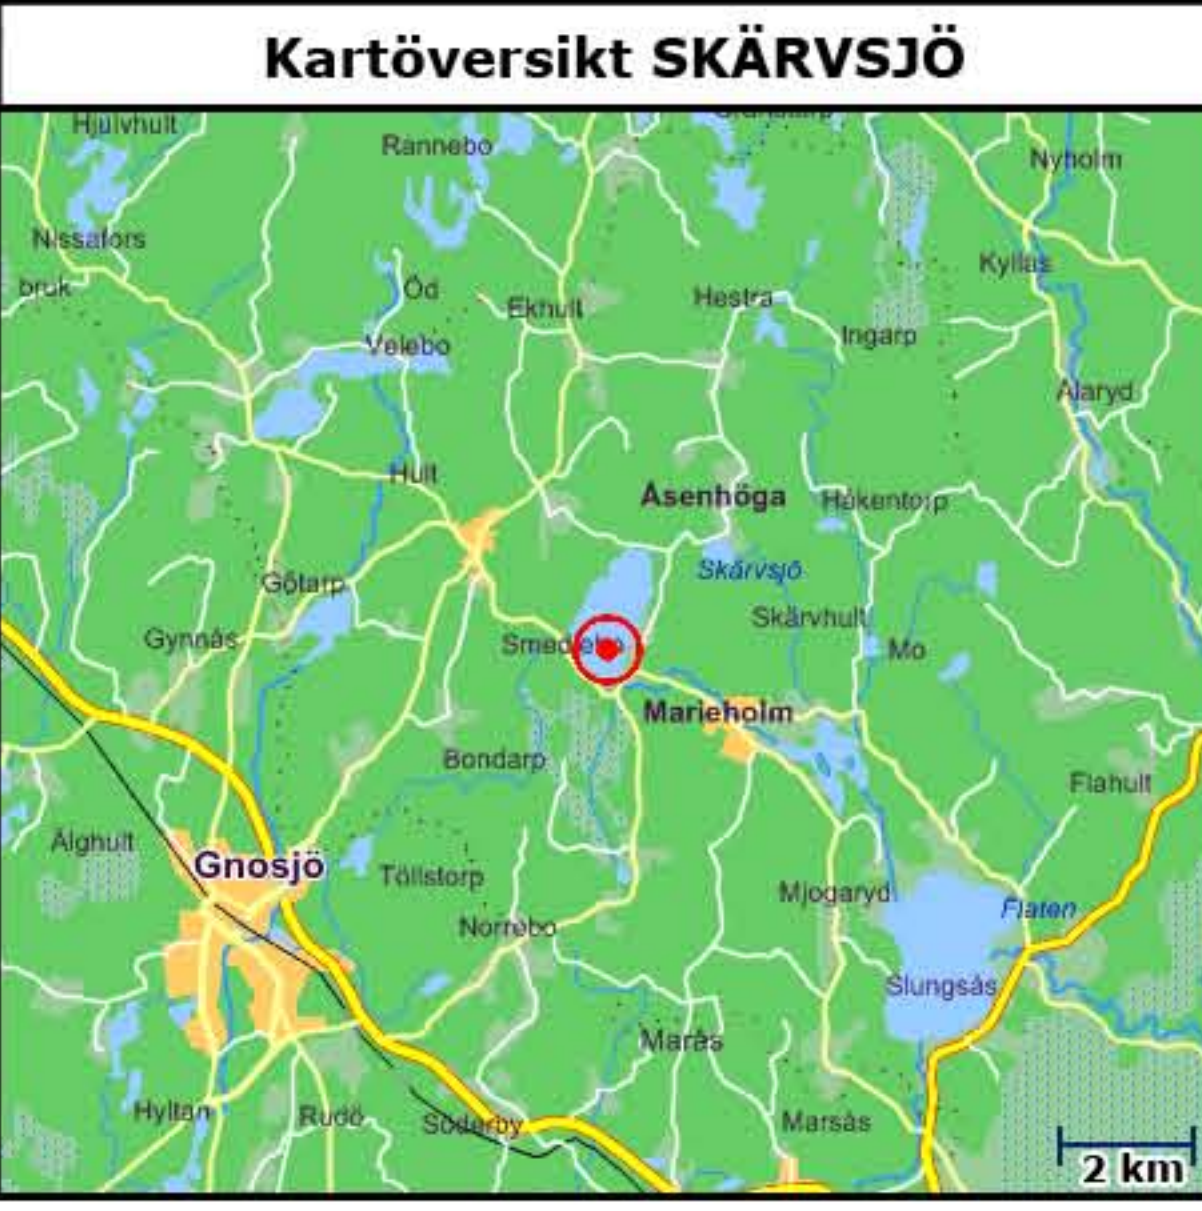 Kartöversikt SKÄRVSJÖ
Hjulvhult
Rannebo
Nyholm
Nissafors
bruk
Kyllås
Öd
Ekhult
Hestra
Ingarp
Velebo
Alaryd
Hult
Åsenhöga
Håkentorp
Skärvsjö
Götarp
Skärvhult
Gynnås
Mo
Marieholm
Bondarp
Flahult
Älghult
Gnosjö
Töllstorp
Mjogaryd
Flaten
Norrebo
Slungsås
Marås
Hyltan
Rudö
Söderby
Marsås
2 km